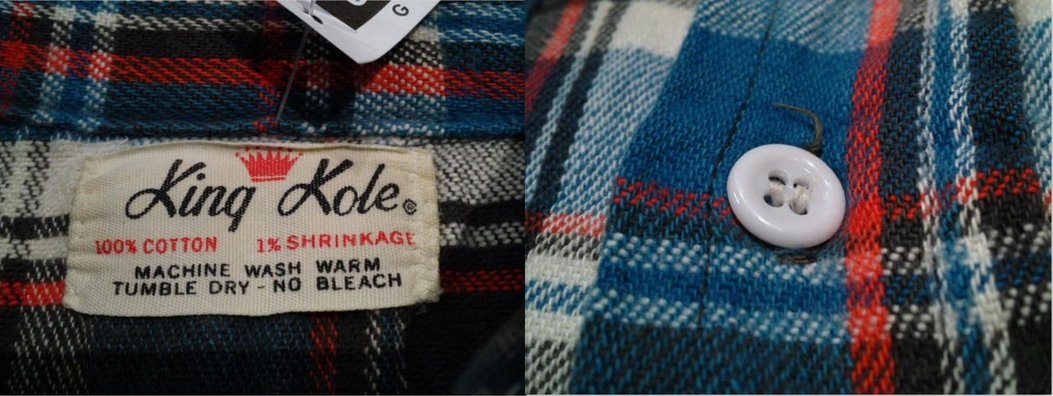 G
King Kole ®
100% COTTON 1% SHRINKAGE
MACHINE WASH WARM
TUMBLE DRY - NO BLEACH